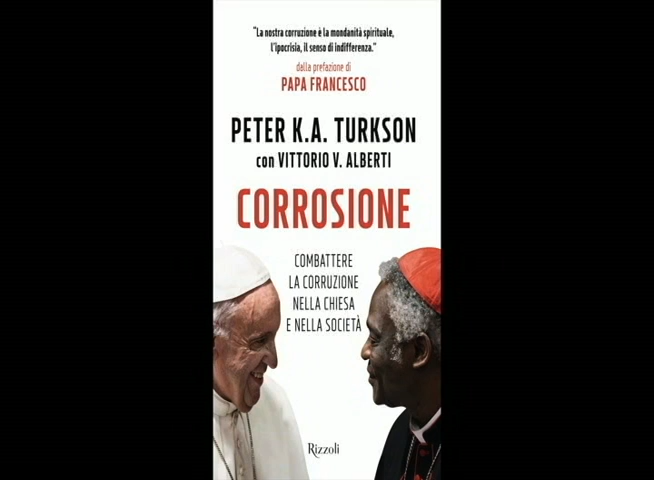 "La nostra corruzione è la mondanità spirituale,
l'ipocrisia, il senso di indifferenza."
dalla prefazione di
PAPA FRANCESCO
PETER K.A. TURKSON
con VITTORIO V. ALBERTI
CORROSIONE
COMBATTERE
LA CORRUZIONE
NELLA CHIESA
E NELLA SOCIETÀ
Rizzoli